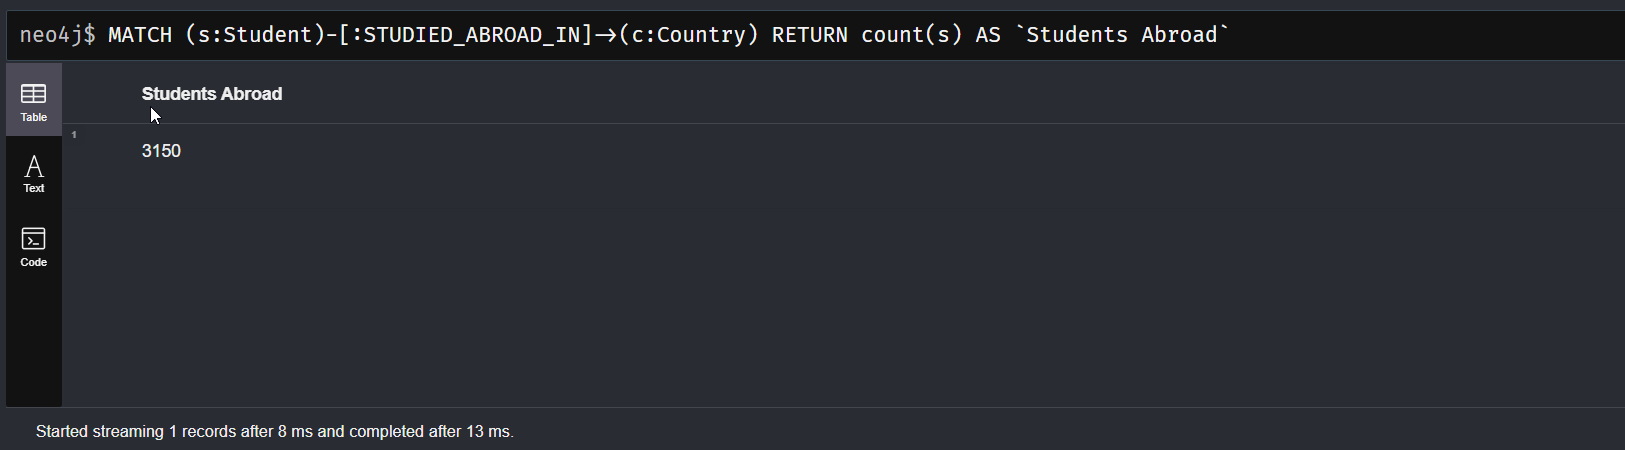 neo4j$ MATCH (s:Student)-[:STUDIED_ABROAD_IN]->(c:Country) RETURN count(s) AS `Students Abroad`
Students Abroad
Table
1
3150
Text
Code
Started streaming 1 records after 8 ms and completed after 13 ms.